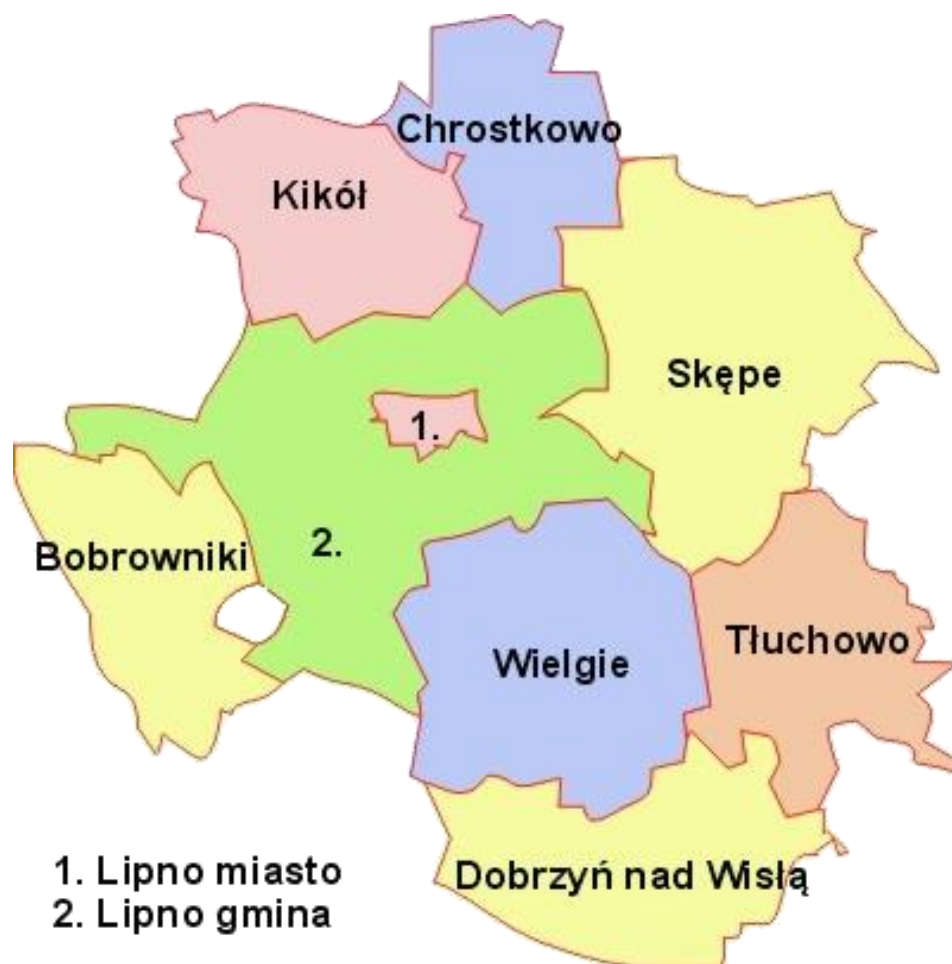 Chrostkowo
Kikół
Skępe
1.
2.
Bobrowniki
Tłuchowo
Wielgie
Dobrzyń nad Wisłą
1. Lipno miasto
2. Lipno gmina